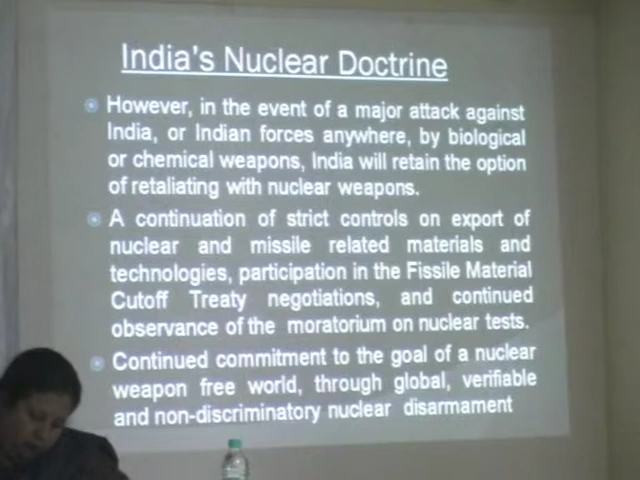 India's Nuclear Doctrine
However, in the event of a major attack against
India, or Indian forces anywhere, by biological
or chemical weapons, India will retain the option
of retaliating with nuclear weapons.
A continuation of strict controls on export of
nuclear and missile related materials and
technologies, participation in the Fissile Material
Cutoff Treaty negotiations, and continued
observance of the moratorium on nuclear tests.
Continued commitment to the goal of a nuclear
weapon free world, through global, verifiable
and non-discriminatory nuclear disarmament